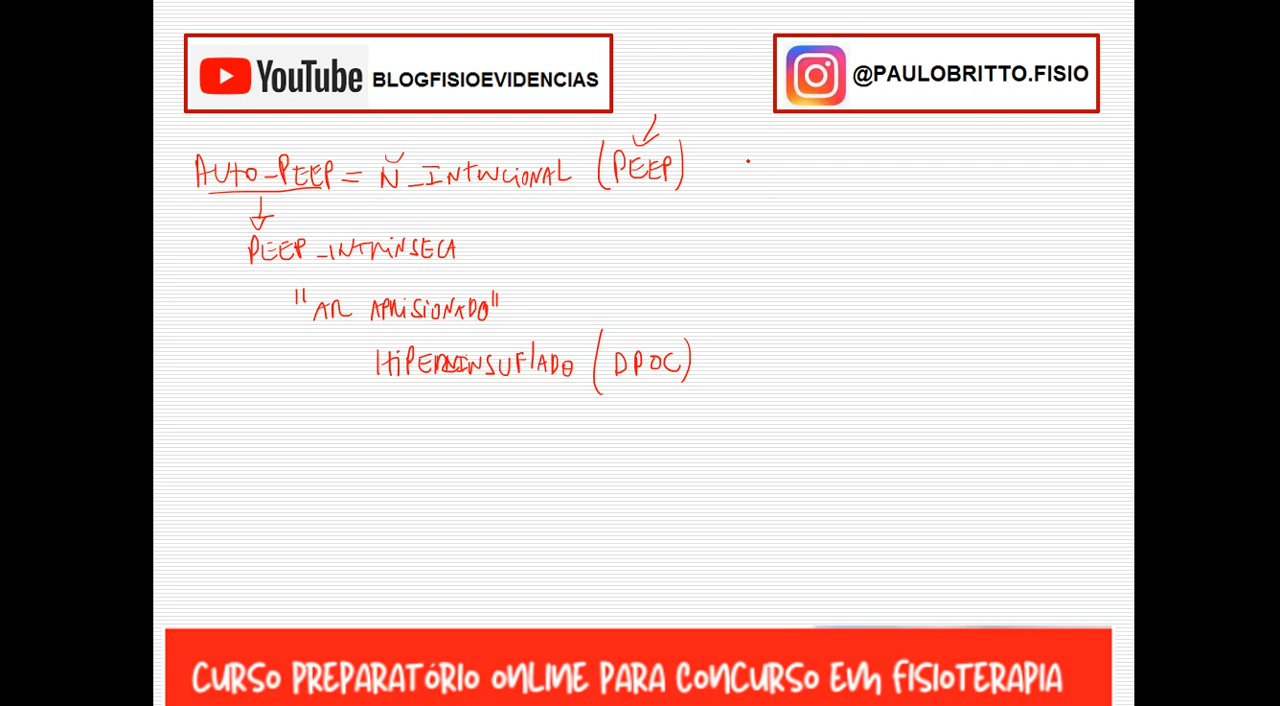 YouTube BLOGFISIOEVIDENCIAS
@PAULOBRITTO.FISIO
AUTO-PEEP = Ñ-INTENCIONAL (PEEP)
PEEP-INTRÍNSECA
"AR APRISIONADO"
HIPERINSUFLADO (DPOC)
CURSO PREPARATÓRIO ONLINE PARA CONCURSO EM FISIOTERAPIA